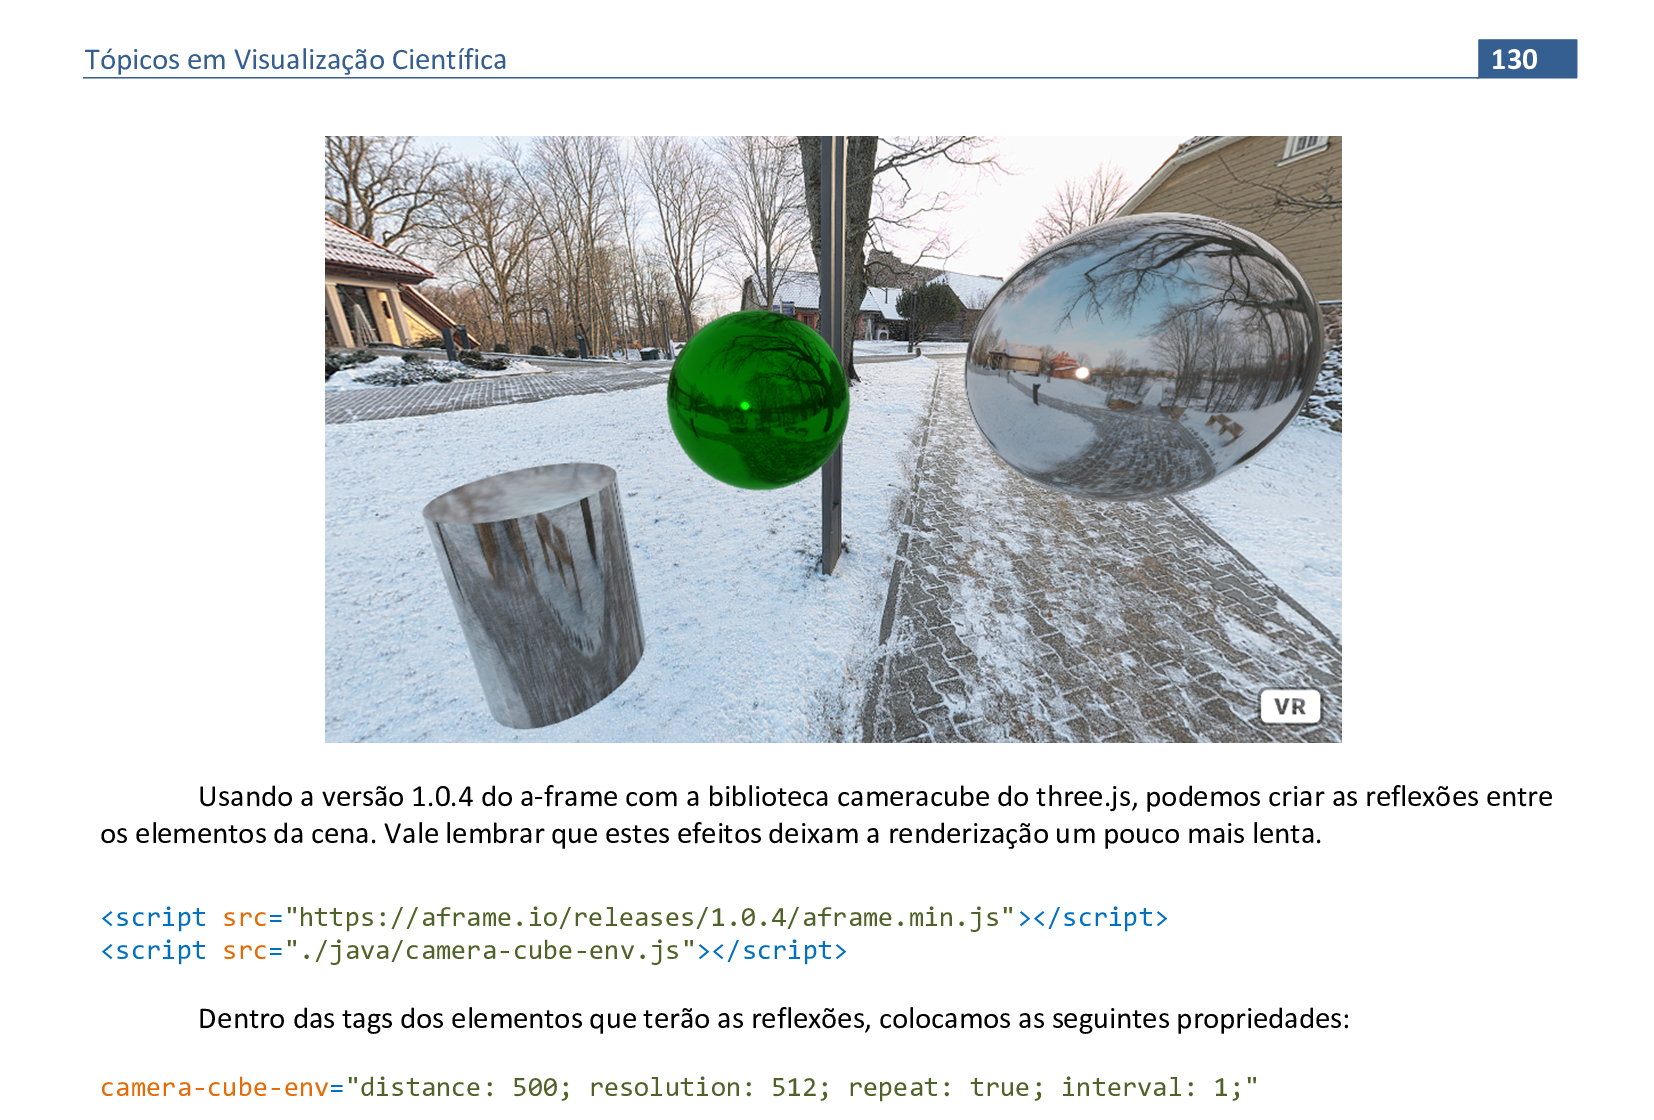 Tópicos em Visualização Científica
130
VR
Usando a versão 1.0.4 do a-frame com a biblioteca cameracube do three.js, podemos criar as reflexões entre
os elementos da cena. Vale lembrar que estes efeitos deixam a renderização um pouco mais lenta.
<script src="https://aframe.io/releases/1.0.4/aframe.min.js"></script>
<script src="./java/camera-cube-env.js"></script>
Dentro das tags dos elementos que terão as reflexões, colocamos as seguintes propriedades:
camera-cube-env="distance: 500; resolution: 512; repeat: true; interval: 1;"